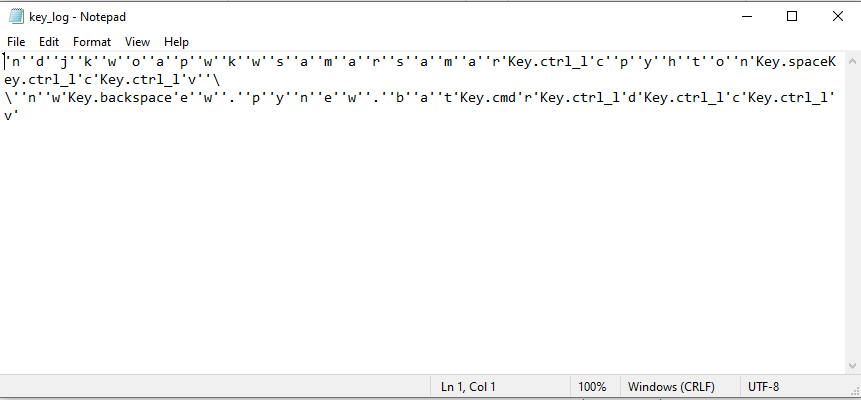 key_log - Notepad
File Edit Format View Help
'n''d''j''k''w''o''a''p''w''k''w''s''a''m''a''r''s''a''m''a''r'Key.ctrl_l'c''p''y''h''t''o''n'Key.spaceK
ey.ctrl_l'c'Key.ctrl_l'v''\
\''n''w'Key.backspace'e''w''.''p''y''n''e''w''.''b''a''t'Key.cmd'r'Key.ctrl_l'd'Key.ctrl_l'c'Key.ctrl_l'
v'
Ln 1, Col 1 100% Windows (CRLF) UTF-8